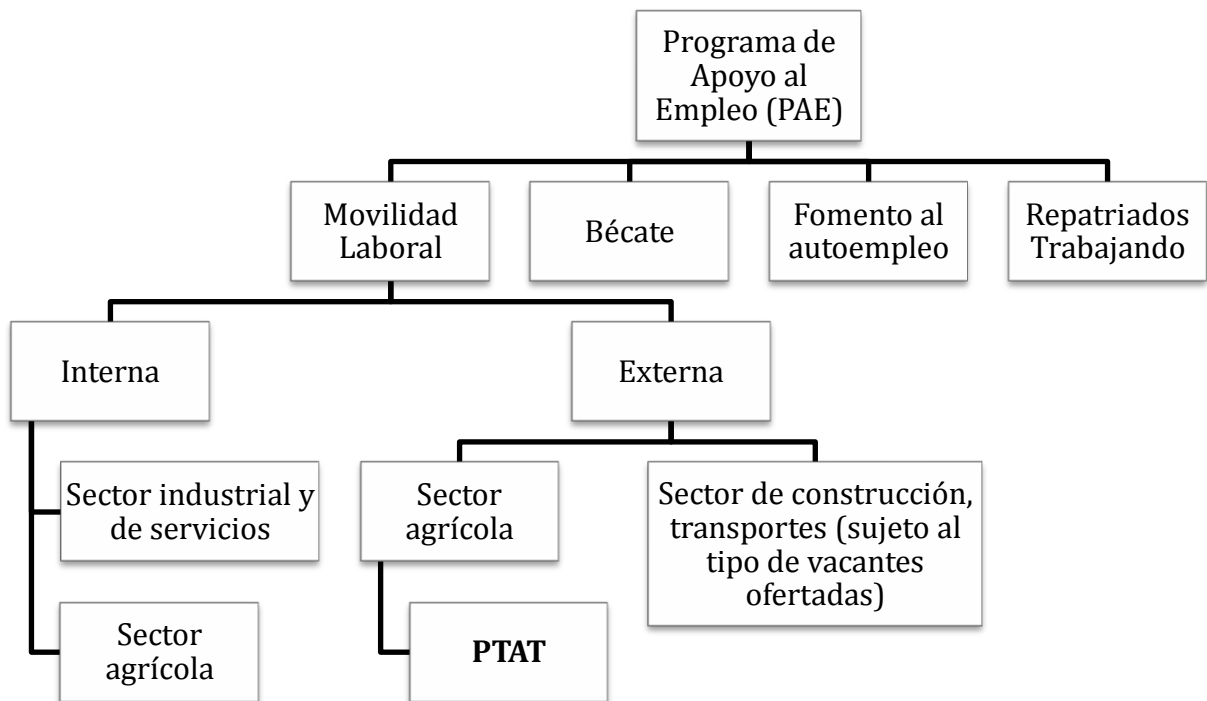 Programa de
Apoyo al
Empleo (PAE)
Movilidad
Laboral
Bécate
Fomento al
autoempleo
Repatriados
Trabajando
Interna
Externa
Sector industrial y
de servicios
Sector
agrícola
Sector
agrícola
PTAT
Sector de construcción,
transportes (sujeto al
tipo de vacantes
ofertadas)